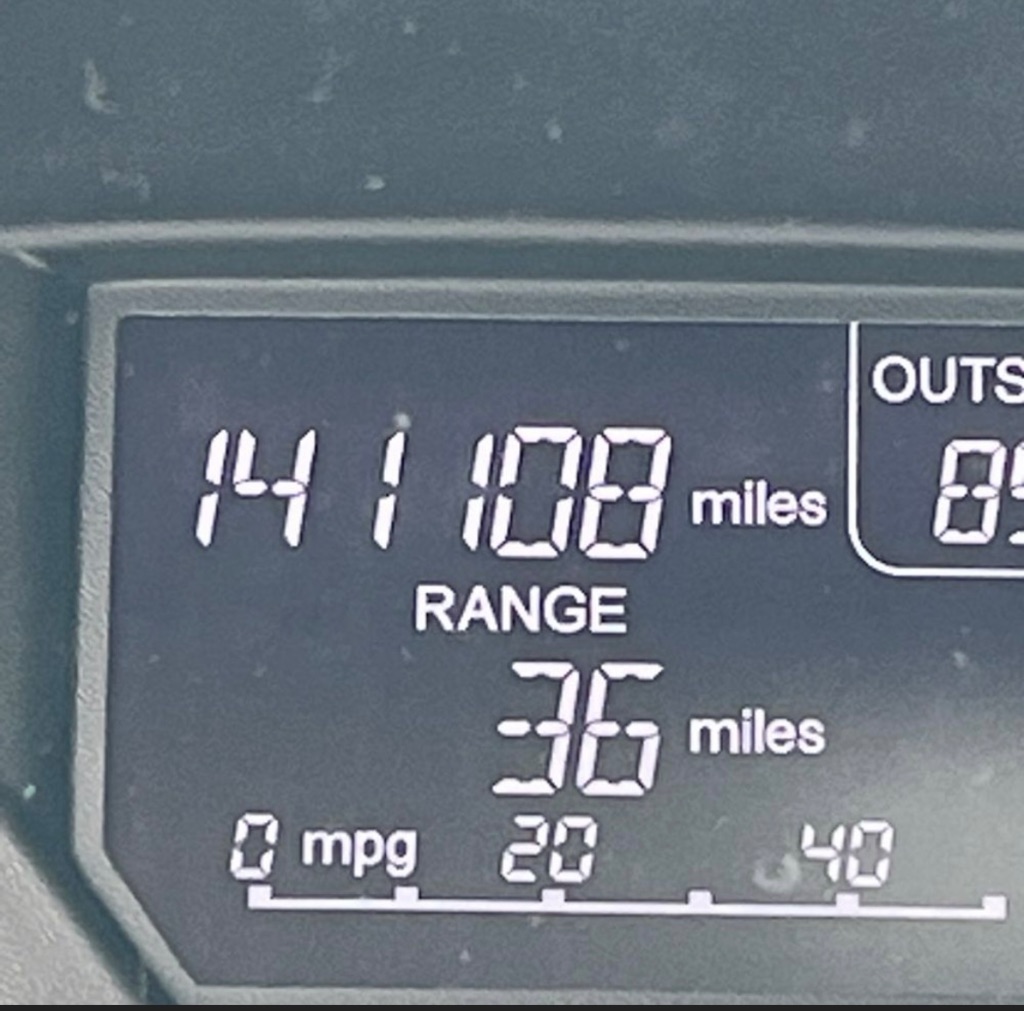 141108 miles
OUTS
RANGE
36 miles
0 mpg 20 40